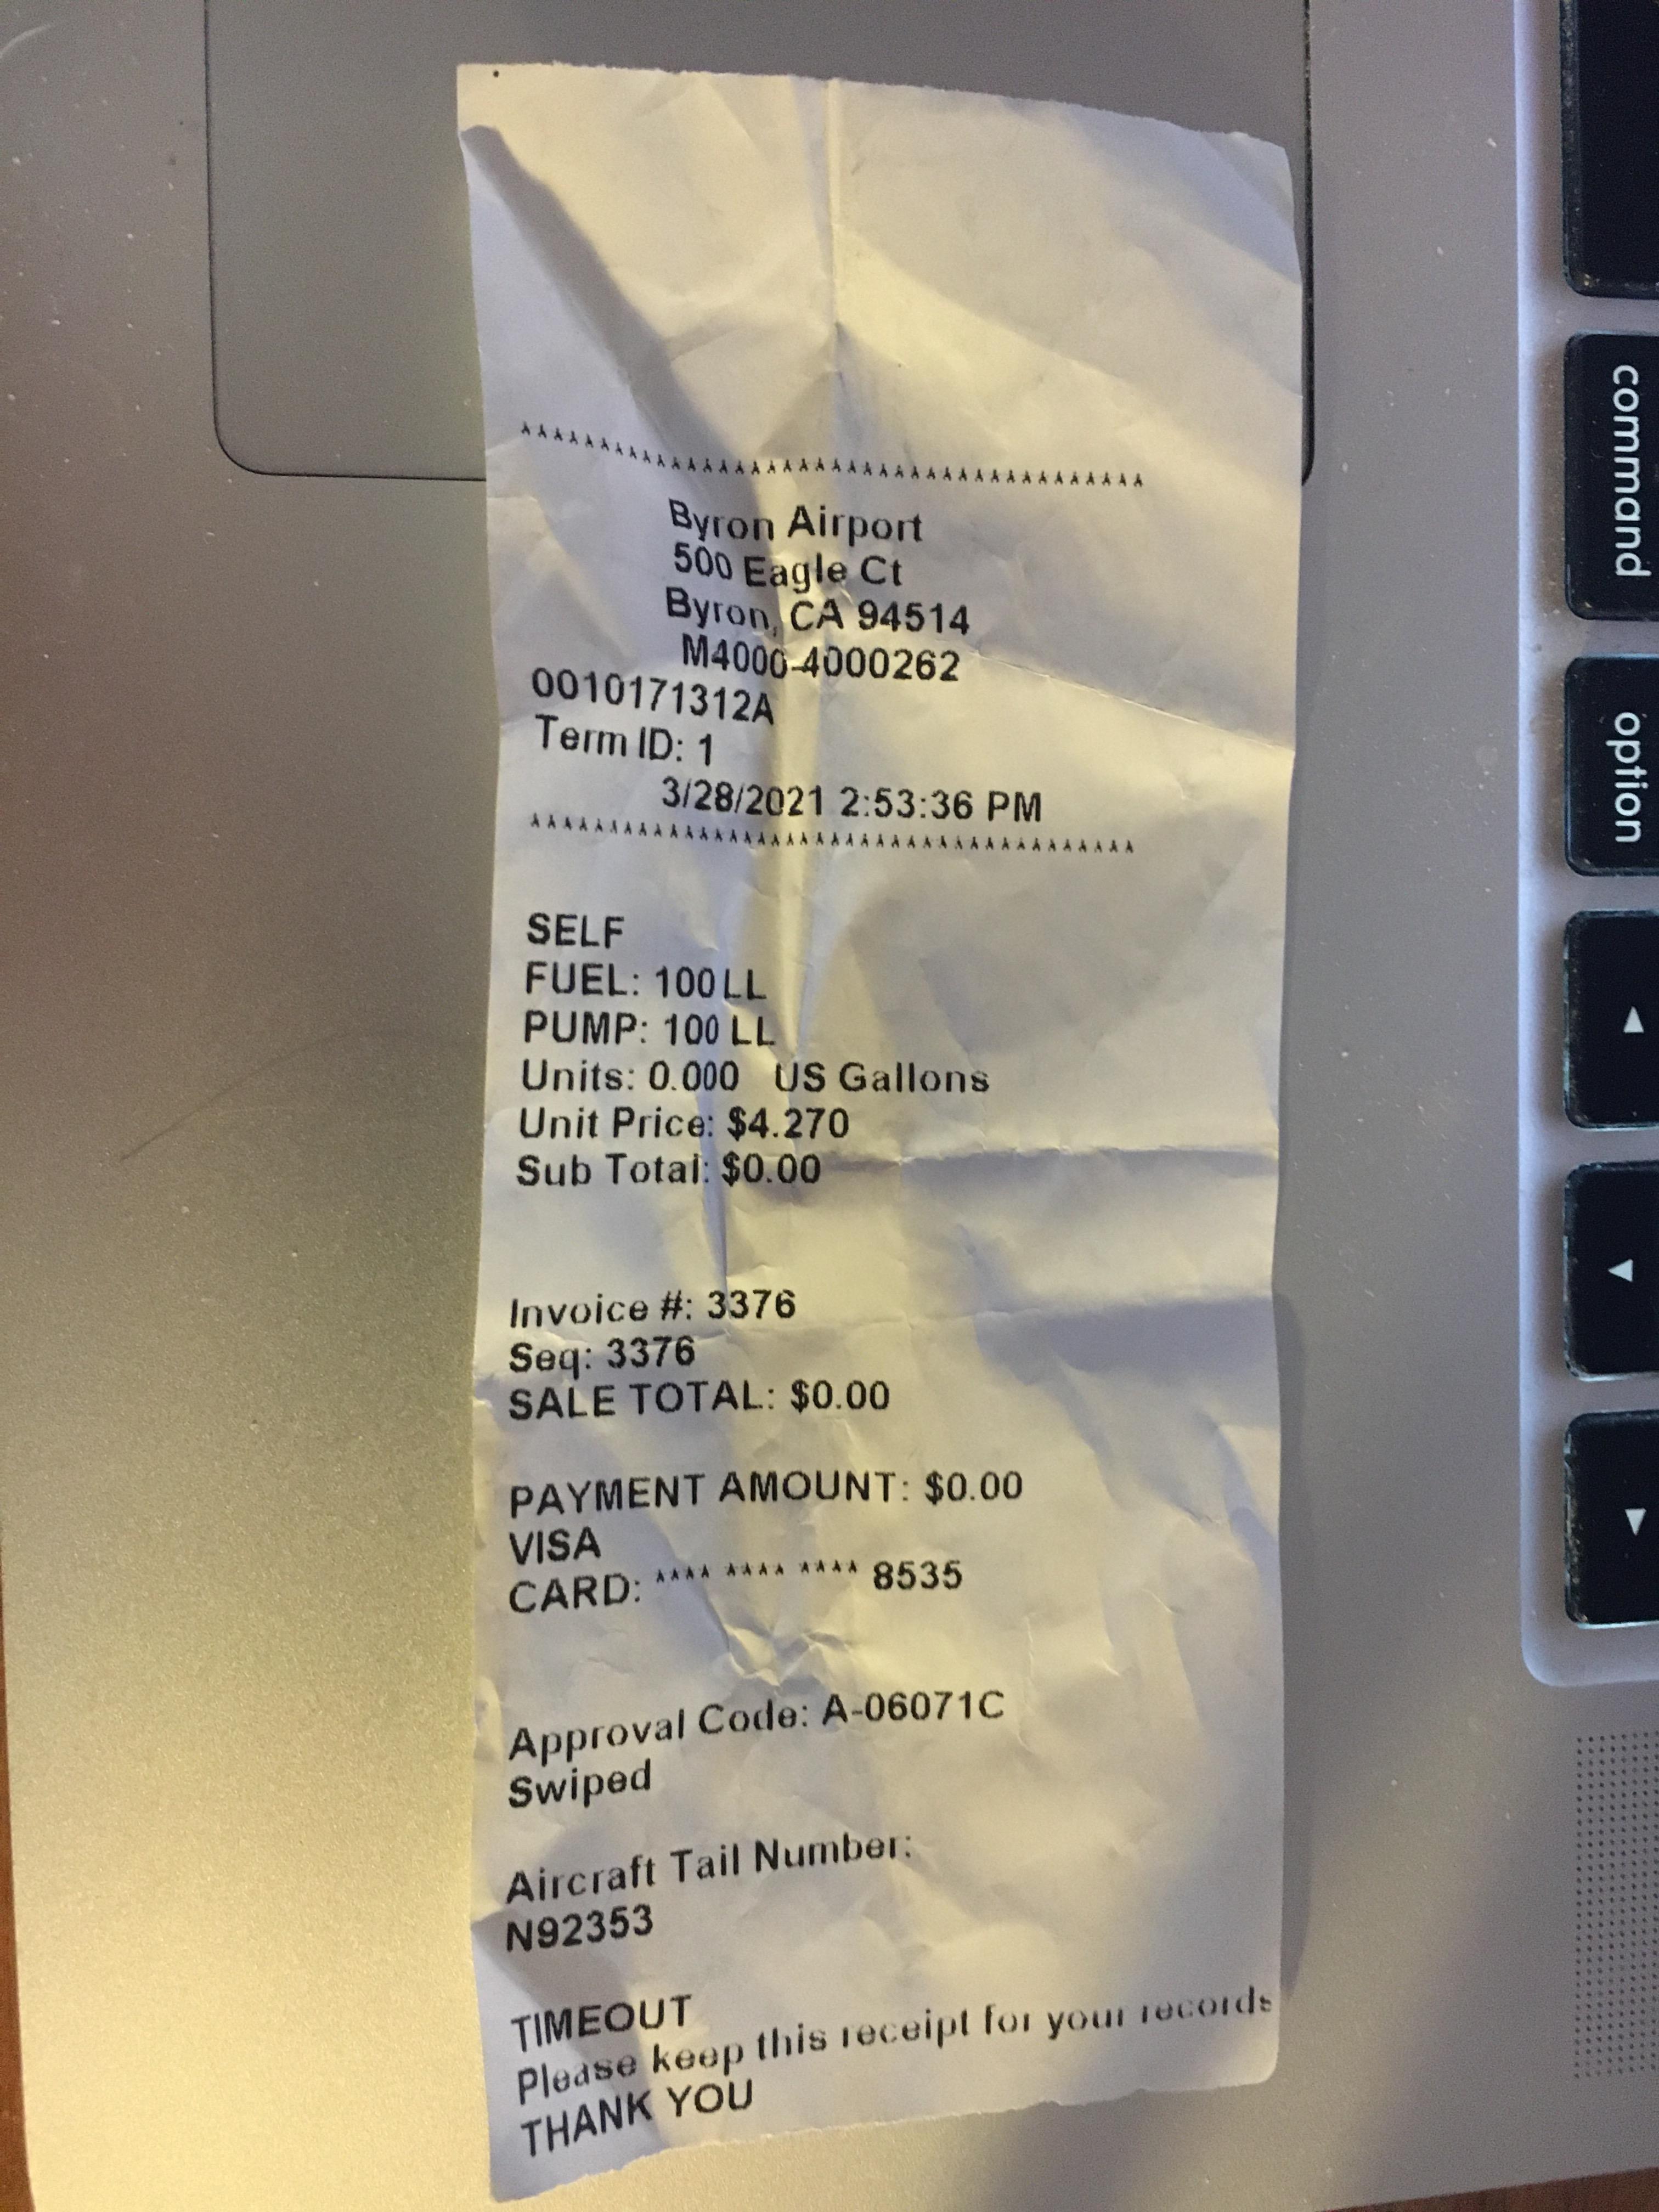 ****************************************
Byron Airport
500 Eagle Ct
Byron, CA 94514
M4000-4000262
0010171312A
Term ID: 1
3/28/2021 2:53:36 PM
****************************************
SELF
FUEL: 100LL
PUMP: 100 LL
Units: 0.000 US Gallons
Unit Price: $4.270
Sub Total: $0.00
Invoice #: 3376
Seq: 3376
SALE TOTAL: $0.00
PAYMENT AMOUNT: $0.00
VISA
CARD: **** **** **** 8535
Approval Code: A-06071C
Swiped
Aircraft Tail Number:
N92353
TIMEOUT
Please keep this receipt for your records
THANK YOU
command
option